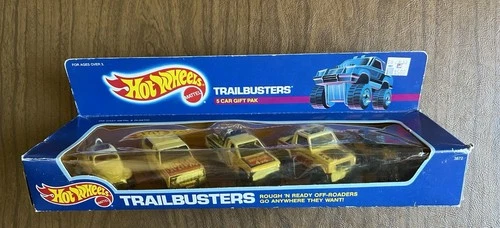 FOR AGES OVER 3.
Hot Wheels
MATTEL
TRAILBUSTERS
5 CAR GIFT PAK
Hot Wheels
MATTEL
TRAILBUSTERS
ROUGH 'N READY OFF-ROADERS
GO ANYWHERE THEY WANT!